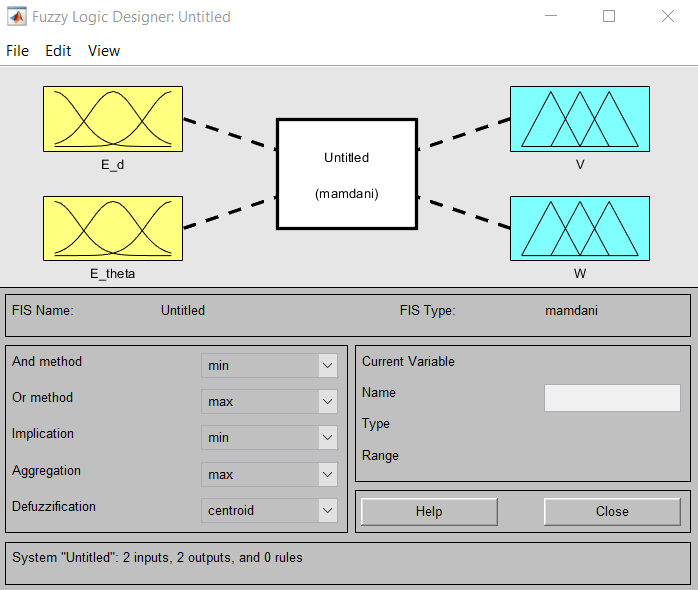 Fuzzy Logic Designer: Untitled
File Edit View
E_d
E_theta
Untitled
(mamdani)
V
W
FIS Name: Untitled FIS Type: mamdani
And method min
Or method max
Implication min
Aggregation max
Defuzzification centroid
Current Variable
Name
Type
Range
Help Close
System "Untitled": 2 inputs, 2 outputs, and 0 rules